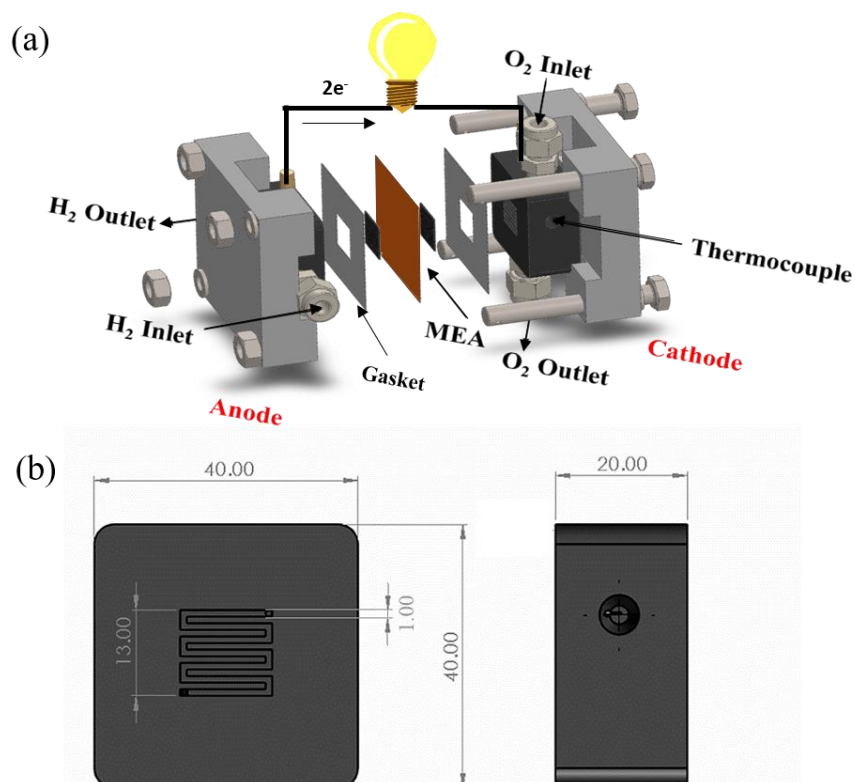 (a)
2e⁻
O₂ Inlet
H₂ Outlet
Thermocouple
H₂ Inlet
MEA
O₂ Outlet
Cathode
Gasket
Anode
(b)
40.00
20.00
13.00
1.00
40.00